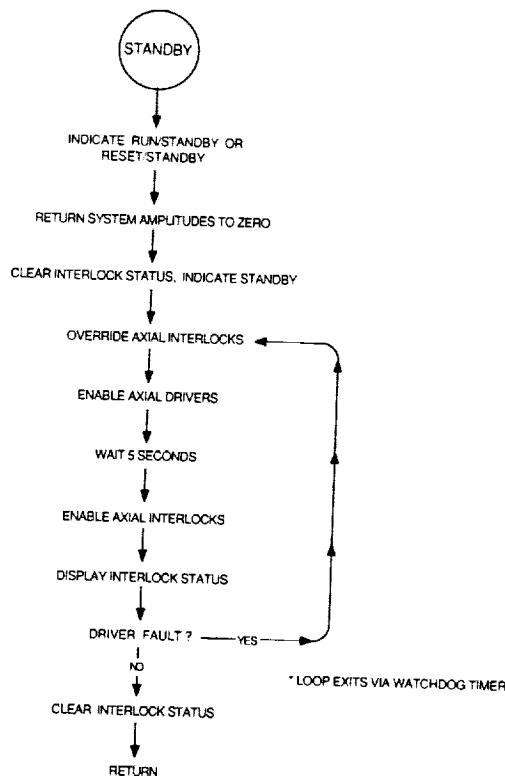 STANDBY
INDICATE RUN/STANDBY OR
RESET/STANDBY
RETURN SYSTEM AMPLITUDES TO ZERO
CLEAR INTERLOCK STATUS, INDICATE STANDBY
OVERRIDE AXIAL INTERLOCKS
ENABLE AXIAL DRIVERS
WAIT 5 SECONDS
ENABLE AXIAL INTERLOCKS
DISPLAY INTERLOCK STATUS
DRIVER FAULT ? YES
NO
* LOOP EXITS VIA WATCHDOG TIMER
CLEAR INTERLOCK STATUS
RETURN